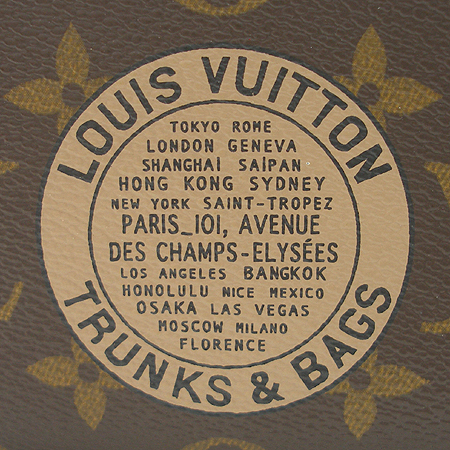 LOUIS VUITTON
TOKYO ROME
LONDON GENEVA
SHANGHAI SAIPAN
HONG KONG SYDNEY
NEW YORK SAINT-TROPEZ
PARIS_101, AVENUE
DES CHAMPS-ELYSÉES
LOS ANGELES BANGKOK
HONOLULU NICE MEXICO
OSAKA LAS VEGAS
MOSCOW MILANO
FLORENCE
TRUNKS & BAGS